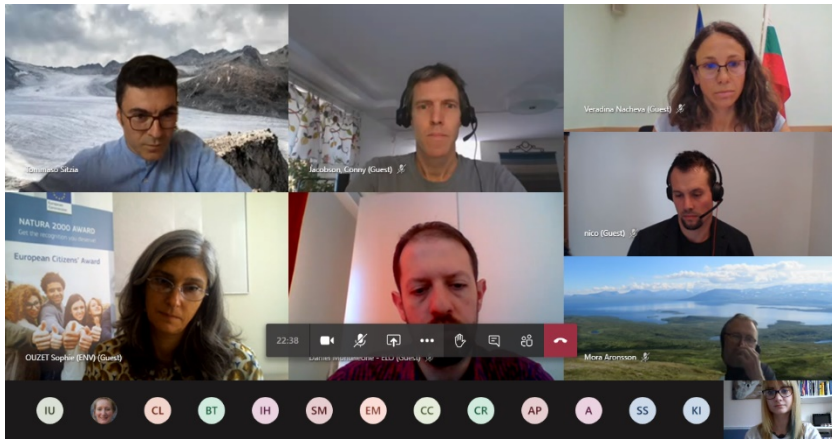 Tommaso Sitzia
Jacobson, Conny (Guest)
Veradina Nacheva (Guest)
nico (Guest)
NATURA 2000 AWARD
European Citizens' Award
OUZET Sophie (ENV) (Guest)
22:38
Mora Aronsson
IU
CL
BT
IH
SM
EM
CC
CR
AP
A
SS
KI